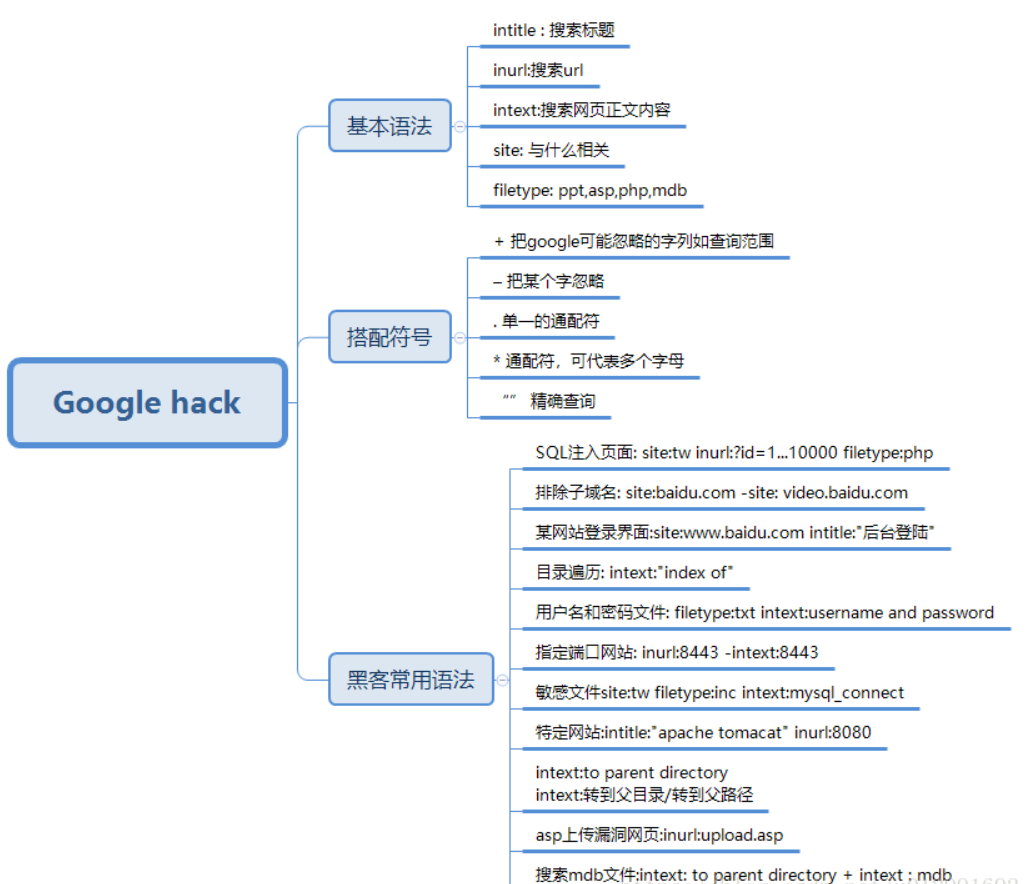 Google hack
基本语法
intitle : 搜索标题
inurl:搜索url
intext:搜索网页正文内容
site: 与什么相关
filetype: ppt,asp,php,mdb
搭配符号
+ 把google可能忽略的字列如查询范围
– 把某个字忽略
. 单一的通配符
* 通配符，可代表多个字母
“” 精确查询
黑客常用语法
SQL注入页面: site:tw inurl:?id=1...10000 filetype:php
排除子域名: site:baidu.com -site: video.baidu.com
某网站登录界面:site:www.baidu.com intitle:"后台登陆"
目录遍历: intext:"index of"
用户名和密码文件: filetype:txt intext:username and password
指定端口网站: inurl:8443 -intext:8443
敏感文件site:tw filetype:inc intext:mysql_connect
特定网站:intitle:"apache tomacat" inurl:8080
intext:to parent directory
intext:转到父目录/转到父路径
asp上传漏洞网页:inurl:upload.asp
搜索mdb文件:intext: to parent directory + intext : mdb